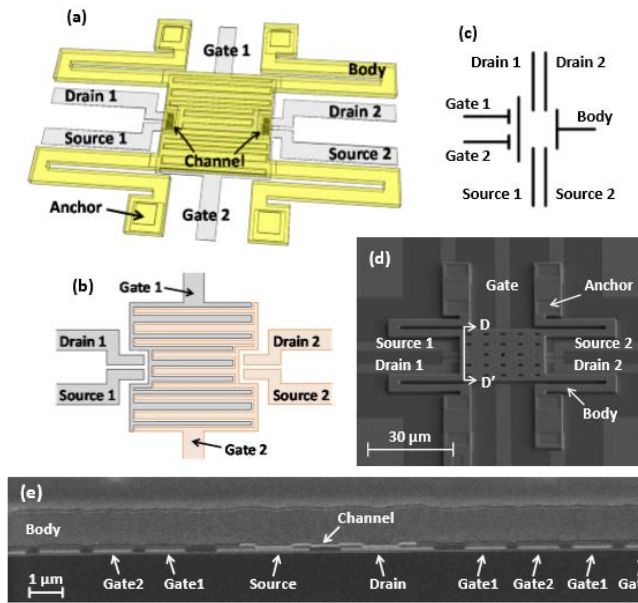 (a)
Gate 1
Body
Drain 1
Drain 2
Source 1
Channel
Source 2
Anchor
Gate 2
(b)
Gate 1
Drain 1
Drain 2
Source 1
Source 2
Gate 2
(c)
Drain 1 Drain 2
Gate 1
Body
Gate 2
Source 1 Source 2
(d)
Gate
Anchor
D
Source 1 Source 2
Drain 1 Drain 2
D'
Body
30 μm
(e)
Channel
Body
Gate2 Gate1 Source Drain Gate1 Gate2 Gate1 Ga
1 μm